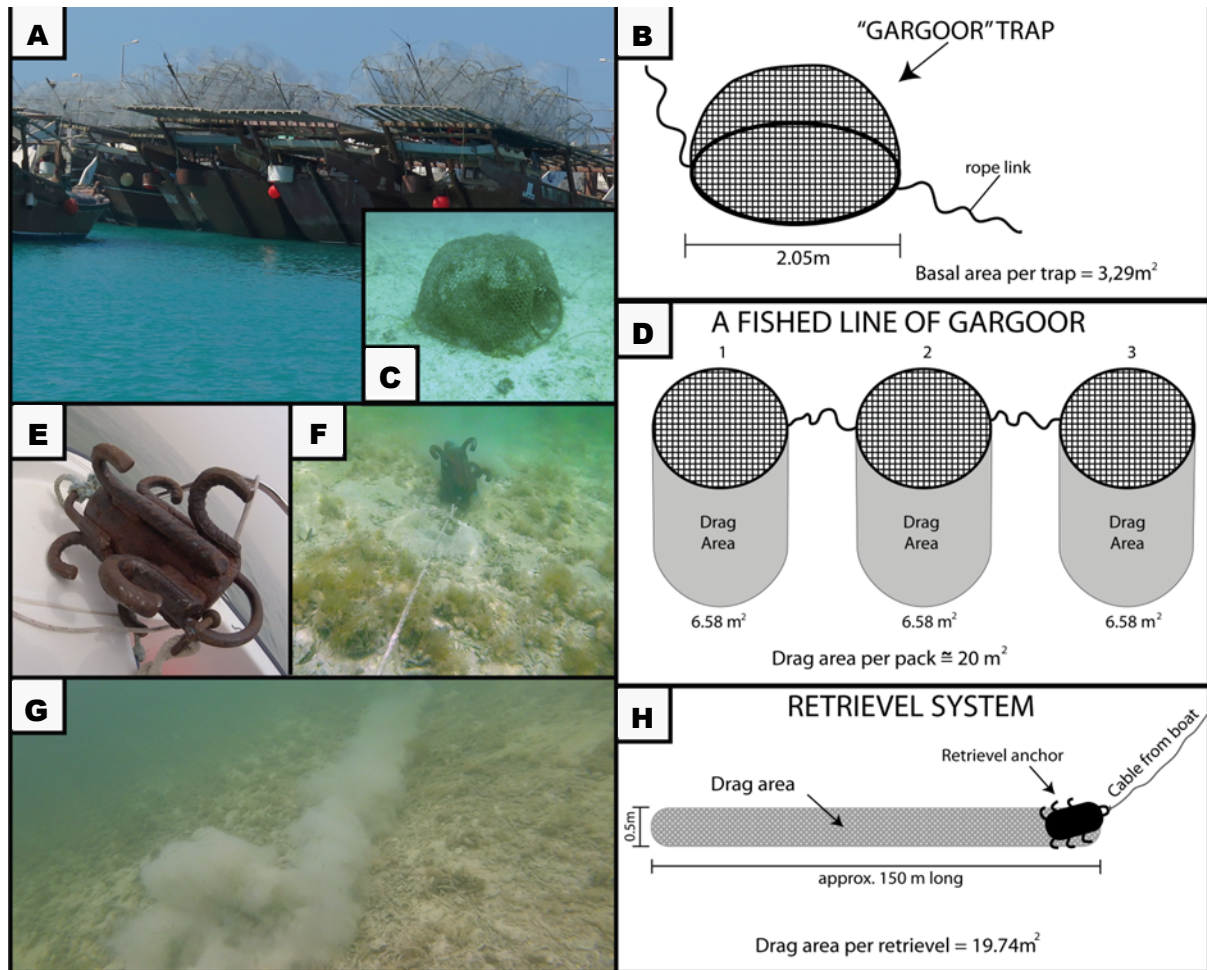 A
B
"GARGOOR" TRAP
rope link
2.05m
Basal area per trap = 3,29m²
C
D
A FISHED LINE OF GARGOOR
1 2 3
Drag Area
Drag Area
Drag Area
6.58 m² 6.58 m² 6.58 m²
Drag area per pack ≅ 20 m²
E
F
G
H
RETRIEVEL SYSTEM
Retrievel anchor
Cable from boat
Drag area
0.5m
approx. 150 m long
Drag area per retrievel = 19.74m²